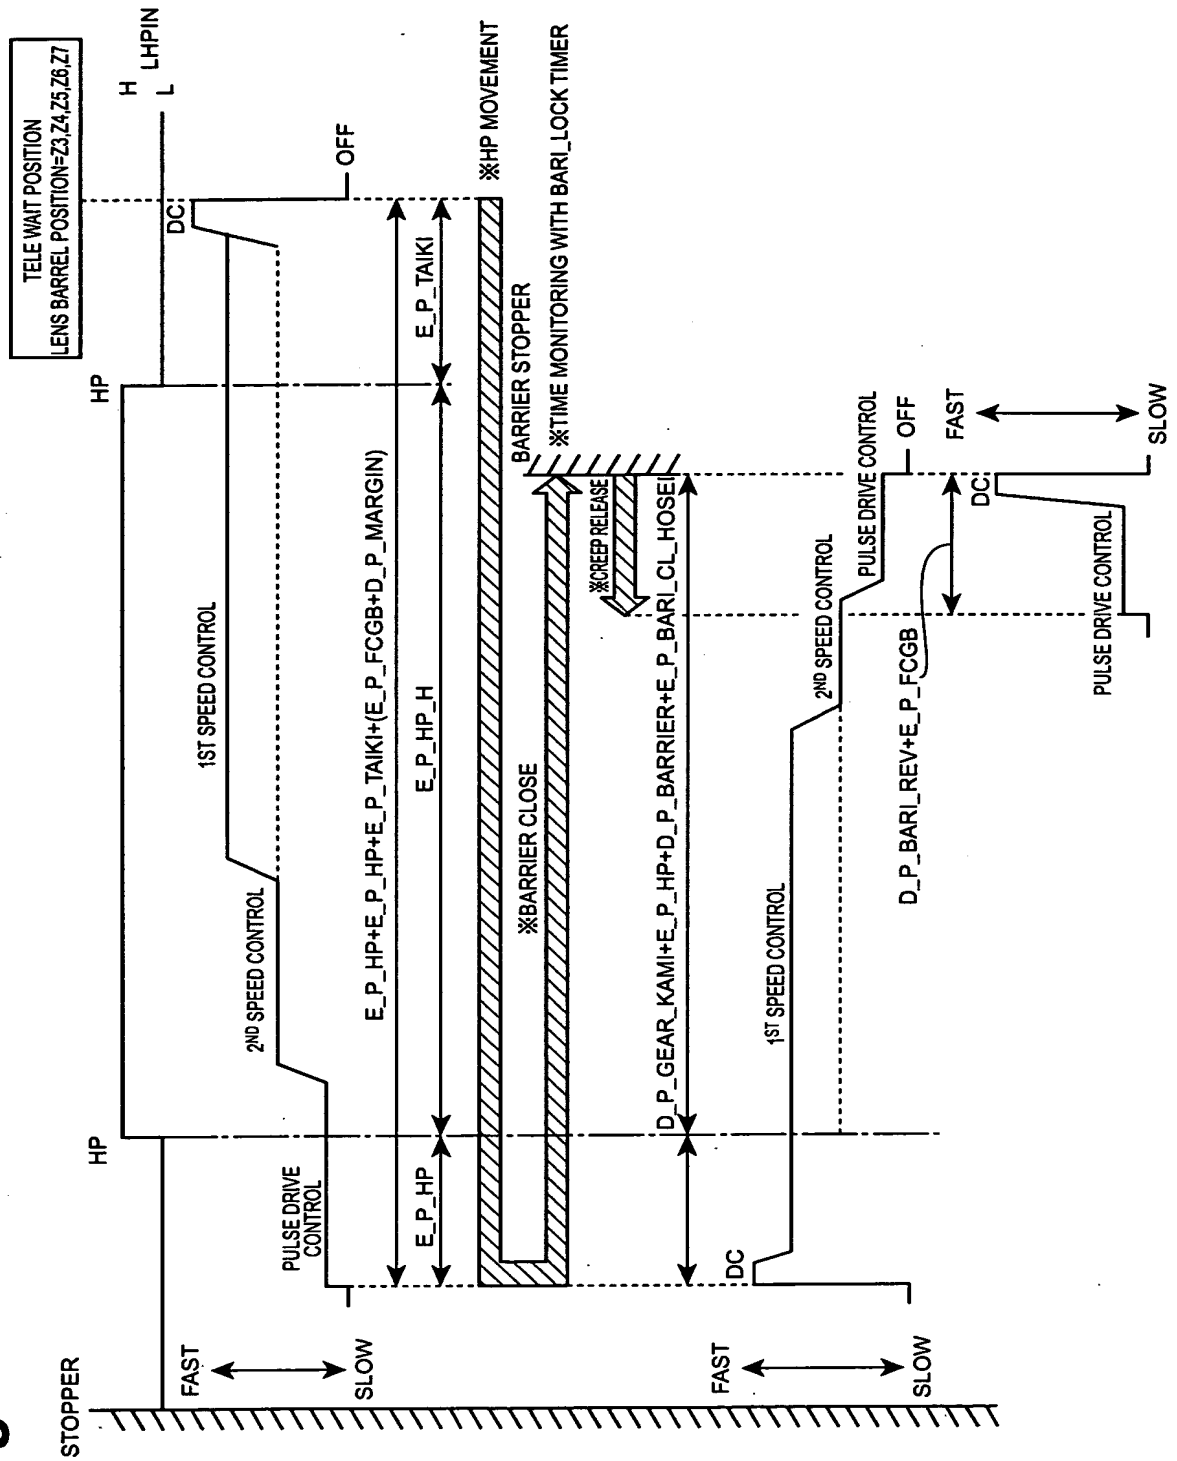 TELE WAIT POSITION
LENS BARREL POSITION=Z3,Z4,Z5,Z6,Z7
STOPPER
HP
HP
H
L
LHPIN
FAST
SLOW
PULSE DRIVE
CONTROL
2ND SPEED CONTROL
1ST SPEED CONTROL
DC
OFF
E_P_HP+E_P_HP+E_P_TAIKI+(E_P_FCGB+D_P_MARGIN)
E_P_HP
E_P_HP_H
E_P_TAIKI
※HP MOVEMENT
※BARRIER CLOSE
BARRIER STOPPER
※TIME MONITORING WITH BARI_LOCK TIMER
※CREEP RELEASE
D_P_GEAR_KAMI+E_P_HP+D_P_BARRIER+E_P_BARI_CL_HOSEI
FAST
SLOW
DC
1ST SPEED CONTROL
2ND SPEED CONTROL
PULSE DRIVE CONTROL
OFF
D_P_BARI_REV+E_P_FCGB
FAST
SLOW
DC
PULSE DRIVE CONTROL